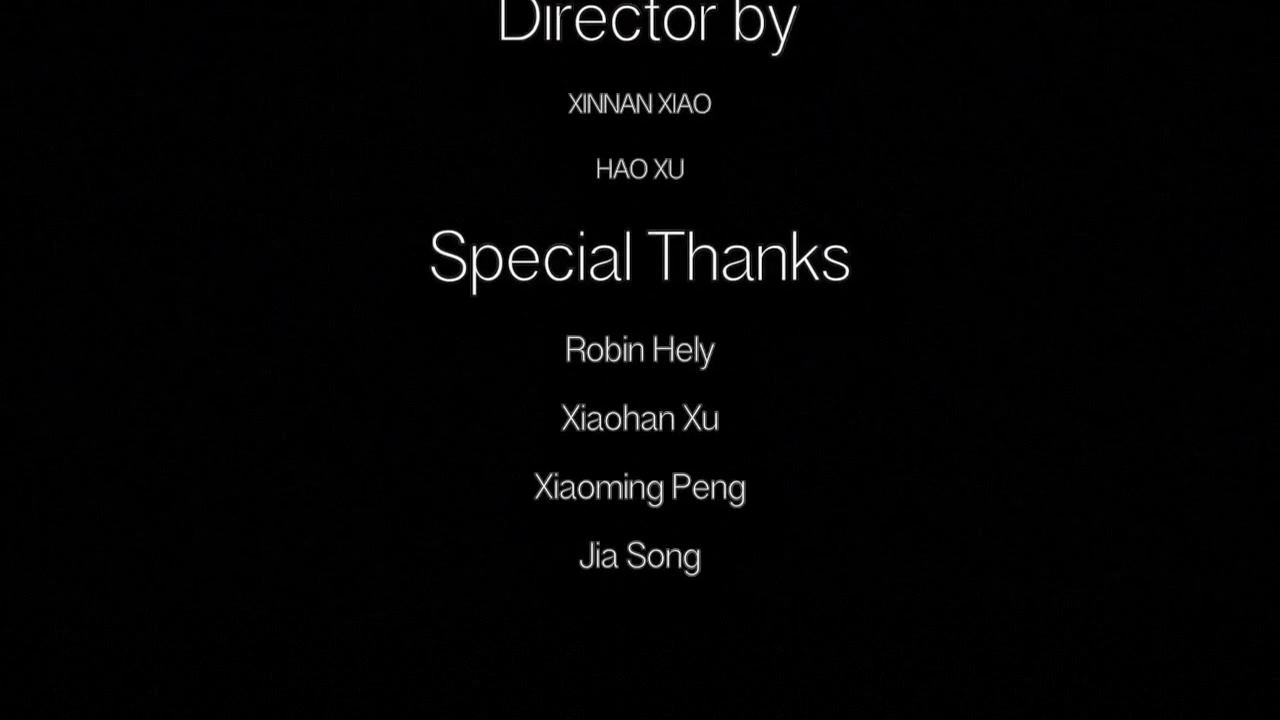 Director by
XINNAN XIAO
HAO XU
Special Thanks
Robin Hely
Xiaohan Xu
Xiaoming Peng
Jia Song